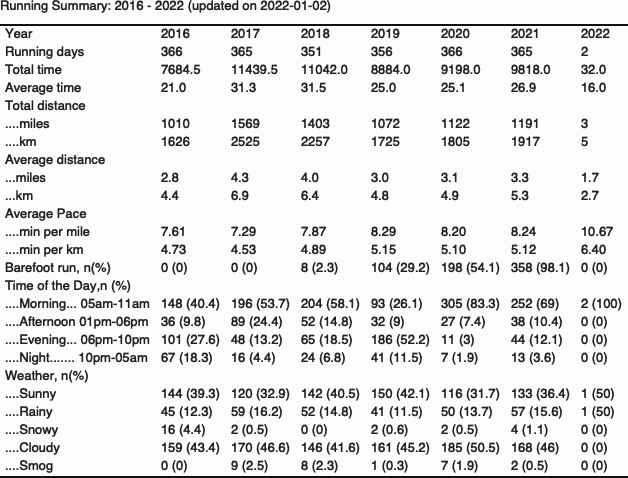 Running Summary: 2016 - 2022 (updated on 2022-01-02)
Year 2016 2017 2018 2019 2020 2021 2022
Running days 366 365 351 356 366 365 2
Total time 7684.5 11439.5 11042.0 8884.0 9198.0 9818.0 32.0
Average time 21.0 31.3 31.5 25.0 25.1 26.9 16.0
Total distance
....miles 1010 1569 1403 1072 1122 1191 3
....km 1626 2525 2257 1725 1805 1917 5
Average distance
...miles 2.8 4.3 4.0 3.0 3.1 3.3 1.7
...km 4.4 6.9 6.4 4.8 4.9 5.3 2.7
Average Pace
....min per mile 7.61 7.29 7.87 8.29 8.20 8.24 10.67
....min per km 4.73 4.53 4.89 5.15 5.10 5.12 6.40
Barefoot run, n(%) 0 (0) 0 (0) 8 (2.3) 104 (29.2) 198 (54.1) 358 (98.1) 0 (0)
Time of the Day,n (%)
....Morning... 05am-11am 148 (40.4) 196 (53.7) 204 (58.1) 93 (26.1) 305 (83.3) 252 (69) 2 (100)
....Afternoon 01pm-06pm 36 (9.8) 89 (24.4) 52 (14.8) 32 (9) 27 (7.4) 38 (10.4) 0 (0)
....Evening... 06pm-10pm 101 (27.6) 48 (13.2) 65 (18.5) 186 (52.2) 11 (3) 44 (12.1) 0 (0)
....Night....... 10pm-05am 67 (18.3) 16 (4.4) 24 (6.8) 41 (11.5) 7 (1.9) 13 (3.6) 0 (0)
Weather, n(%)
....Sunny 144 (39.3) 120 (32.9) 142 (40.5) 150 (42.1) 116 (31.7) 133 (36.4) 1 (50)
....Rainy 45 (12.3) 59 (16.2) 52 (14.8) 41 (11.5) 50 (13.7) 57 (15.6) 1 (50)
....Snowy 16 (4.4) 2 (0.5) 0 (0) 2 (0.6) 2 (0.5) 4 (1.1) 0 (0)
....Cloudy 159 (43.4) 170 (46.6) 146 (41.6) 161 (45.2) 185 (50.5) 168 (46) 0 (0)
....Smog 0 (0) 9 (2.5) 8 (2.3) 1 (0.3) 7 (1.9) 2 (0.5) 0 (0)